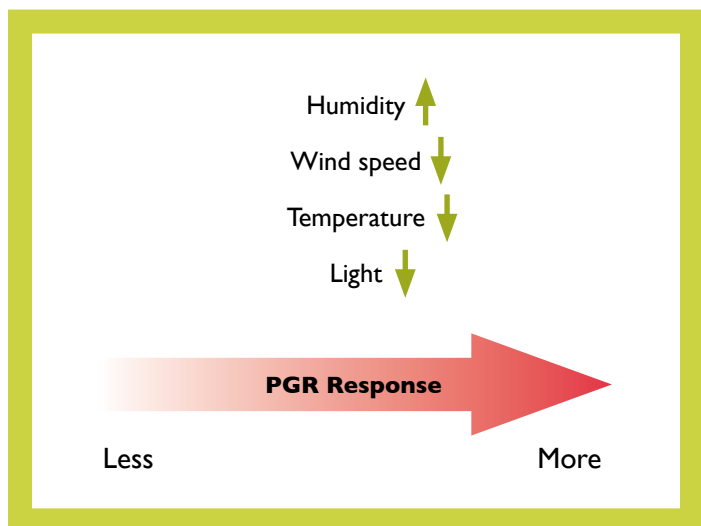 Humidity
Wind speed
Temperature
Light
PGR Response
Less More